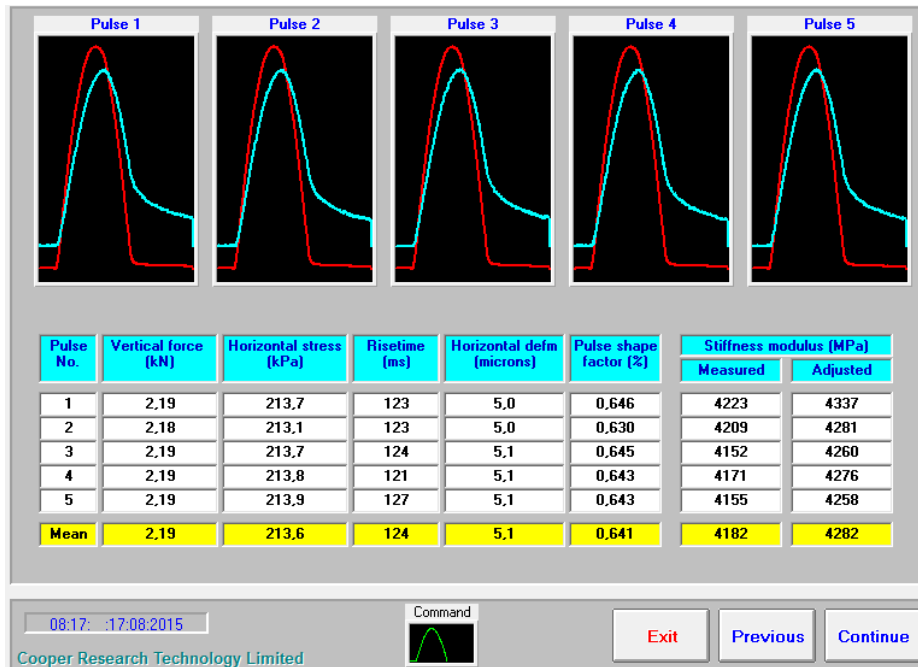 Pulse 1 Pulse 2 Pulse 3 Pulse 4 Pulse 5
Pulse No. Vertical force (kN) Horizontal stress (kPa) Risetime (ms) Horizontal defm (microns) Pulse shape factor (%) Stiffness modulus (MPa)
Measured Adjusted
1 2,19 213,7 123 5,0 0,646 4223 4337
2 2,18 213,1 123 5,0 0,630 4209 4281
3 2,19 213,7 124 5,1 0,645 4152 4260
4 2,19 213,8 121 5,1 0,643 4171 4276
5 2,19 213,9 127 5,1 0,643 4155 4258
Mean 2,19 213,6 124 5,1 0,641 4182 4282
08:17: :17:08:2015
Command
Exit Previous Continue
Cooper Research Technology Limited